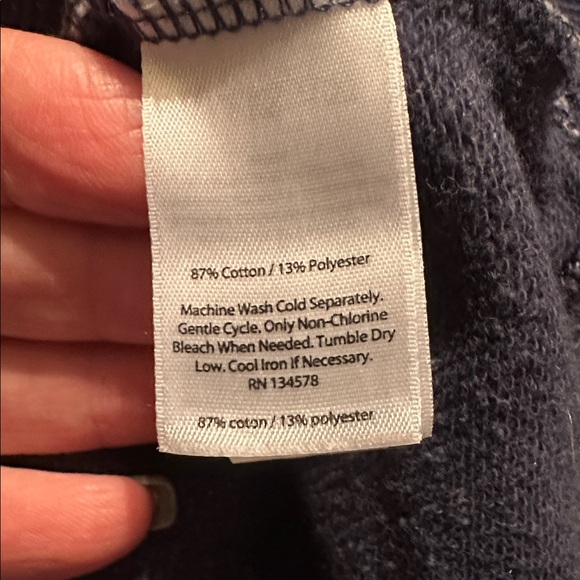 87% Cotton / 13% Polyester
Machine Wash Cold Separately.
Gentle Cycle. Only Non-Chlorine
Bleach When Needed. Tumble Dry
Low. Cool Iron if Necessary.
RN 134578
87% coton / 13% polyester